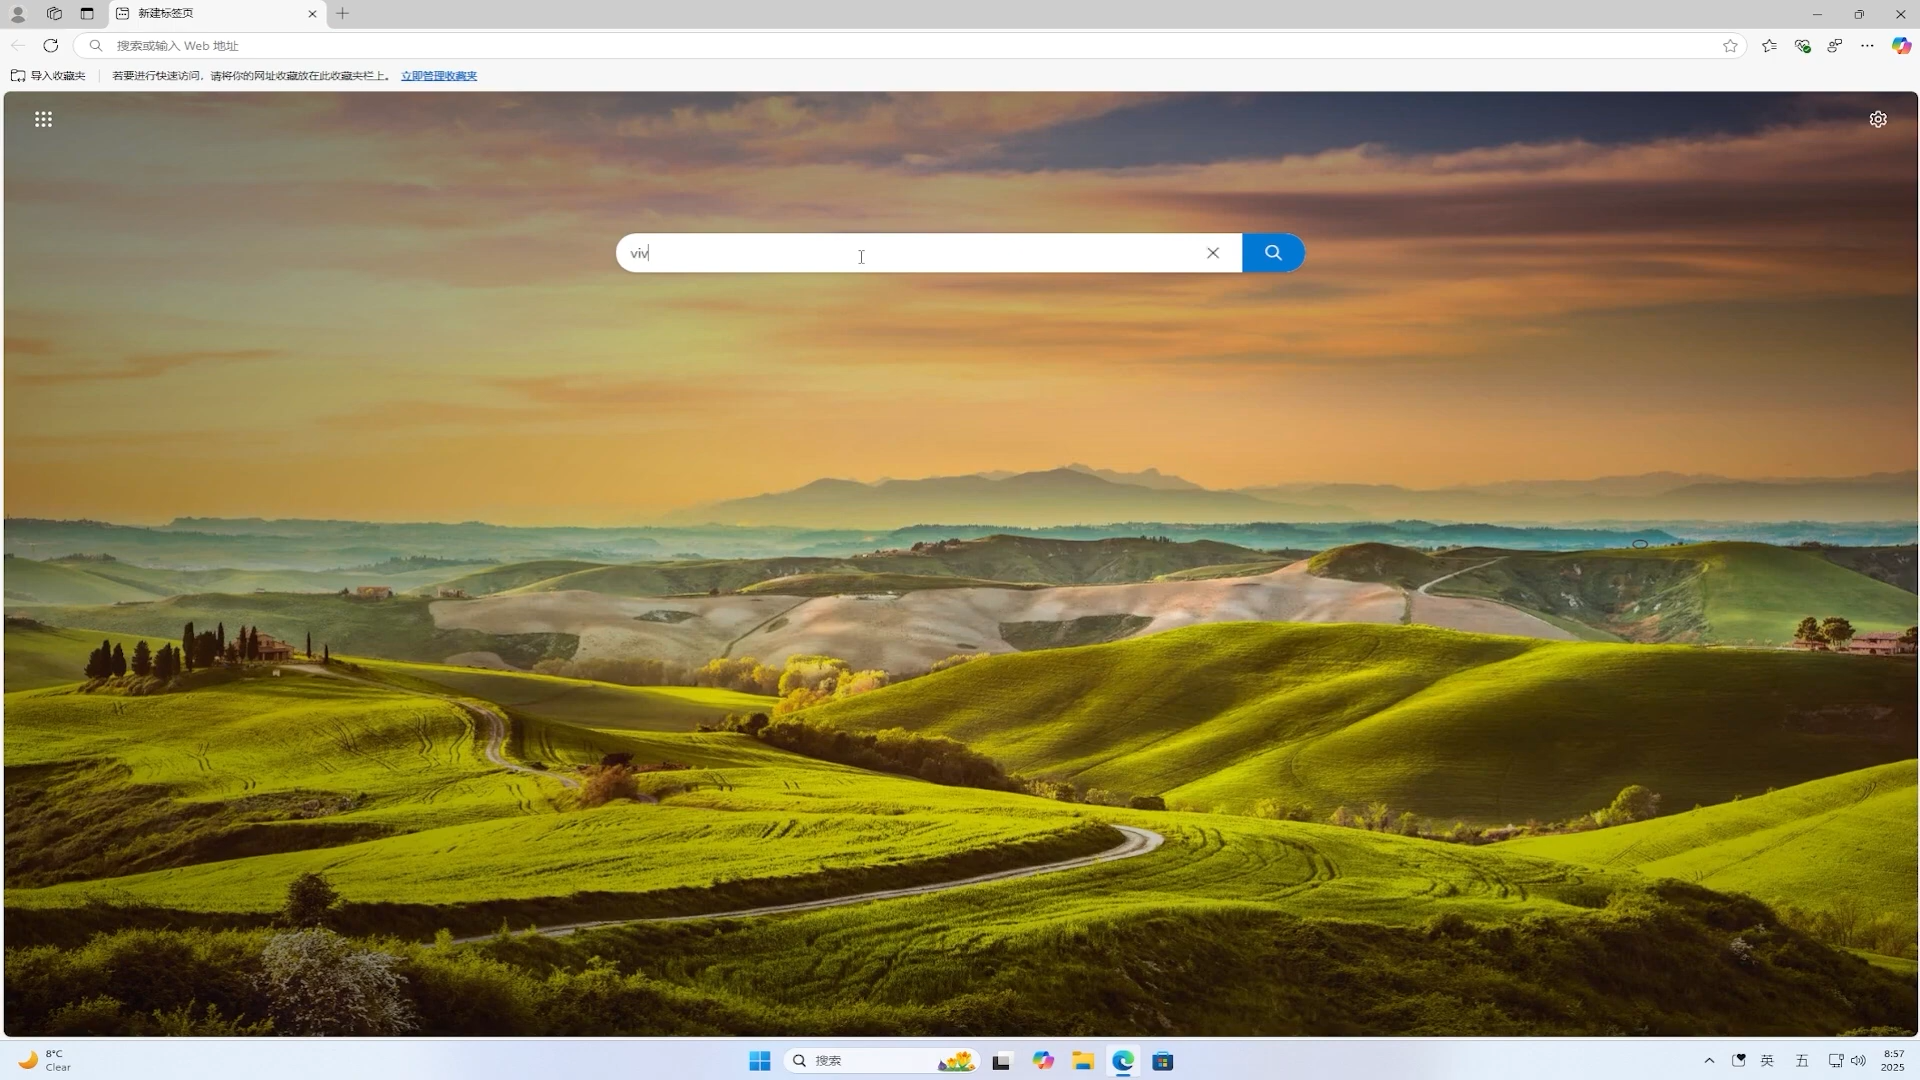 新建标签页
搜索或输入 Web 地址
导入收藏夹
若要进行快速访问，请将你的网址收藏放在此收藏夹栏上。 立即管理收藏夹
viv
8°C
Clear
搜索
英
五
8:57
2025